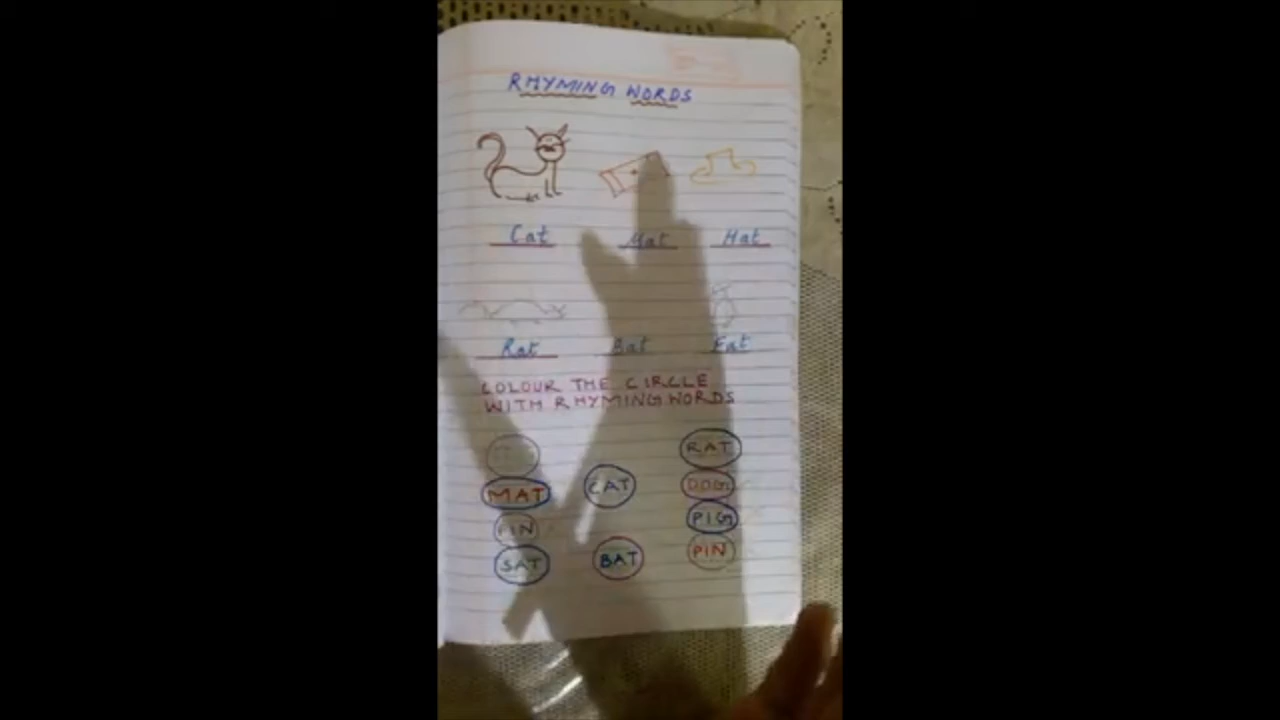 RHYMING WORDS
Cat Mat Hat
Rat Bat Fat
COLOUR THE CIRCLE
WITH RHYMING WORDS
RAT
MAT CAT DOG
PIG
SAT BAT PIN